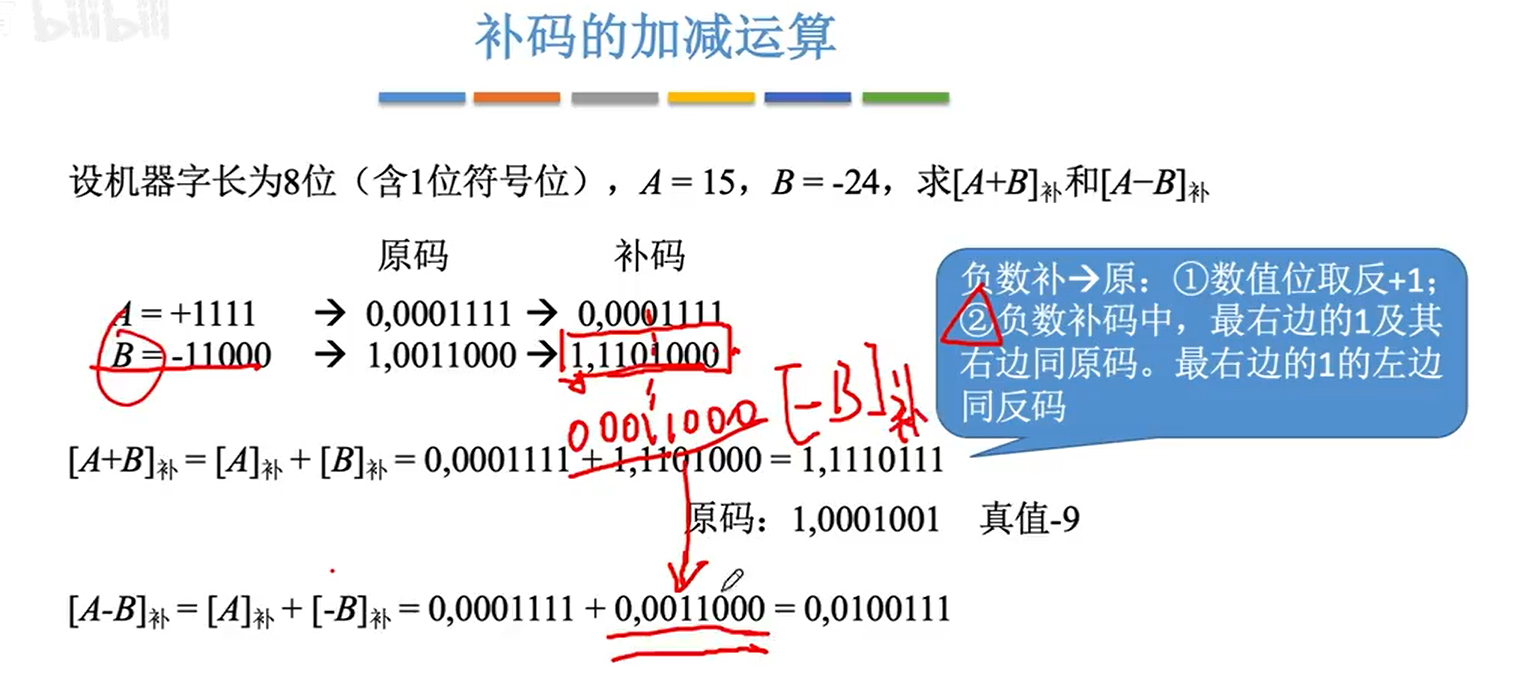 bilibili
补码的加减运算
设机器字长为8位（含1位符号位），A = 15，B = -24，求[A+B]补和[A−B]补
原码 补码
A = +1111 → 0,0001111 → 0,0001111
B = -11000 → 1,0011000 → 1,1101000
负数补→原：①数值位取反+1；
②负数补码中，最右边的1及其
右边同原码。最右边的1的左边
同反码
00011000 [-B]补
[A+B]补 = [A]补 + [B]补 = 0,0001111 + 1,1101000 = 1,1110111
原码：1,0001001 真值-9
[A-B]补 = [A]补 + [-B]补 = 0,0001111 + 0,0011000 = 0,0100111